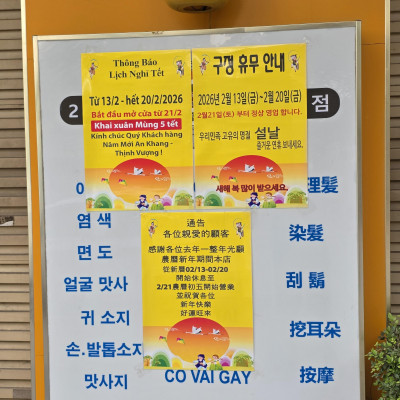 Thông Báo
Lịch Nghỉ Tết
Từ 13/2 - hết 20/2/2026
Bắt đầu mở cửa từ 21/2
Khai xuân Mùng 5 tết
Kinh chúc Quý Khách hàng
Năm Mới An Khang -
Thịnh Vượng !
구정 휴무 안내
2026년 2월 13일(금)~2월 20일(금)
2월21일(토) 부터 정상 영업 합니다.
우리민족 고유의 명절 설날
즐거운 연휴 보내세요.
새해 복 많이 받으세요.
2
점
通告
各位親愛的顧客
感謝各位去年一整年光顧
農曆新年期間本店
從新曆02/13-02/20
開始休息至
2/21農曆初五開始營業
並祝賀各位
新年快樂
好運旺來
이
염 색
면 도
얼굴 맛사
귀 소지
손.발톱소지
맛사지
CO VAI GAY
理髪
染髮
刮 鬍
挖耳朵
按摩